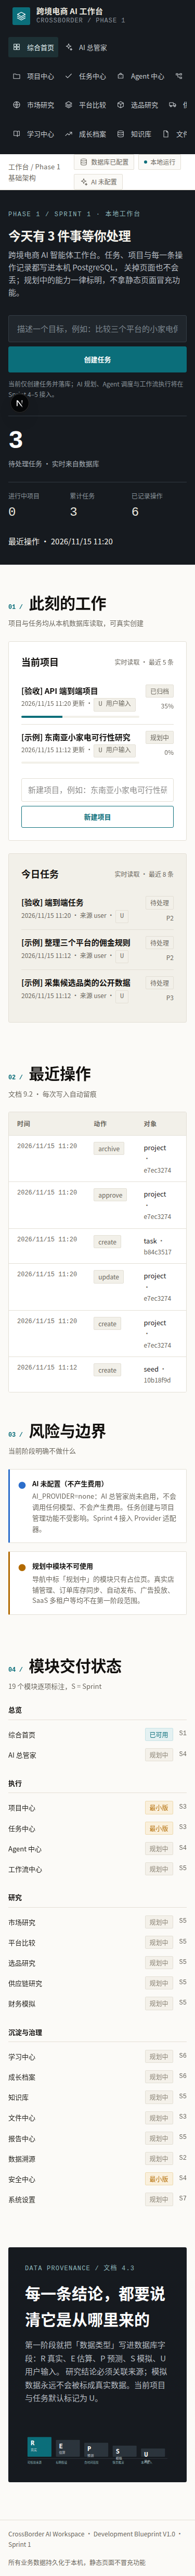 跨境电商 AI 工作台
CROSSBORDER / PHASE 1
综合首页
AI 总管家
项目中心
任务中心
Agent 中心
市场研究
平台比较
选品研究
学习中心
成长档案
知识库
工作台 / Phase 1
基础架构
数据库已配置
本地运行
AI 未配置
PHASE 1 / SPRINT 1 · 本地工作台
今天有 3 件事等你处理
跨境电商 AI 智能体工作台。任务、项目与每一条操
作记录都写进本机 PostgreSQL，关掉页面也不会
丢；规划中的能力一律标明，不拿静态页面冒充功
能。
描述一个目标，例如：比较三个平台的小家电佣
创建任务
当前仅创建任务并落库；AI 规划、Agent 调度与工作流执行将在
4–5 接入。
N
3
待处理任务 · 实时来自数据库
进行中项目
0
累计任务
3
已记录操作
6
最近操作 · 2026/11/15 11:20
01 /
此刻的工作
项目与任务均从本机数据库读取，可真实创建
当前项目
实时读取 · 最近 5 条
[验收] API 端到端项目
已归档
2026/11/15 11:20 更新 · U 用户输入
35%
[示例] 东南亚小家电可行性研究
规划中
2026/11/15 11:12 更新 · U 用户输入
0%
新建项目，例如：东南亚小家电可行性研
新建项目
今日任务
实时读取 · 最近 8 条
[验收] 端到端任务
待处理
2026/11/15 11:20 · 来源 user · U
P2
[示例] 整理三个平台的佣金规则
待处理
2026/11/15 11:12 · 来源 user · U
P2
[示例] 采集候选品类的公开数据
待处理
2026/11/15 11:12 · 来源 user · U
P3
02 /
最近操作
文档 9.2 · 每次写入自动留痕
时间
动作
对象
2026/11/15 11:20
archive
project
·
e7ec3274
2026/11/15 11:20
approve
project
·
e7ec3274
2026/11/15 11:20
create
task ·
b84c3517
2026/11/15 11:20
update
project
·
e7ec3274
2026/11/15 11:20
create
project
·
e7ec3274
2026/11/15 11:12
create
seed ·
10b18f9d
03 /
风险与边界
当前阶段明确不做什么
AI 未配置（不产生费用）
AI_PROVIDER=none：AI 总管家尚未启用，不会
调用任何模型、不会产生费用。任务创建与项目
管理功能不受影响。Sprint 4 接入 Provider 适配
器。
规划中模块不可使用
导航中标「规划中」的模块只有占位页。真实店
铺管理、订单库存同步、自动发布、广告投放、
SaaS 多租户等均不在第一阶段范围。
04 /
模块交付状态
19 个模块逐项标注，S = Sprint
总览
综合首页
已可用
S1
AI 总管家
规划中
S4
执行
项目中心
最小版
S3
任务中心
最小版
S3
Agent 中心
规划中
S4
工作流中心
规划中
S5
研究
市场研究
规划中
S5
平台比较
规划中
S5
选品研究
规划中
S5
供应链研究
规划中
S5
财务模拟
规划中
S5
沉淀与治理
学习中心
规划中
S6
成长档案
规划中
S6
知识库
规划中
S5
文件中心
规划中
S3
报告中心
规划中
S5
数据溯源
规划中
S2
安全中心
最小版
S4
系统设置
规划中
S7
DATA PROVENANCE / 文档 4.3
每一条结论，都要说
清它是从哪里来的
第一阶段就把「数据类型」写进数据库字
段：R 真实、E 估算、P 预测、S 模拟、U
用户输入。研究结论必须关联来源；模拟
数据永远不会被标成真实数据。当前项目
与任务默认标记为 U。
R
E
P
S
U
CrossBorder AI Workspace · Development Blueprint V1.0 ·
Sprint 1
所有业务数据持久化于本机，静态页面不冒充功能